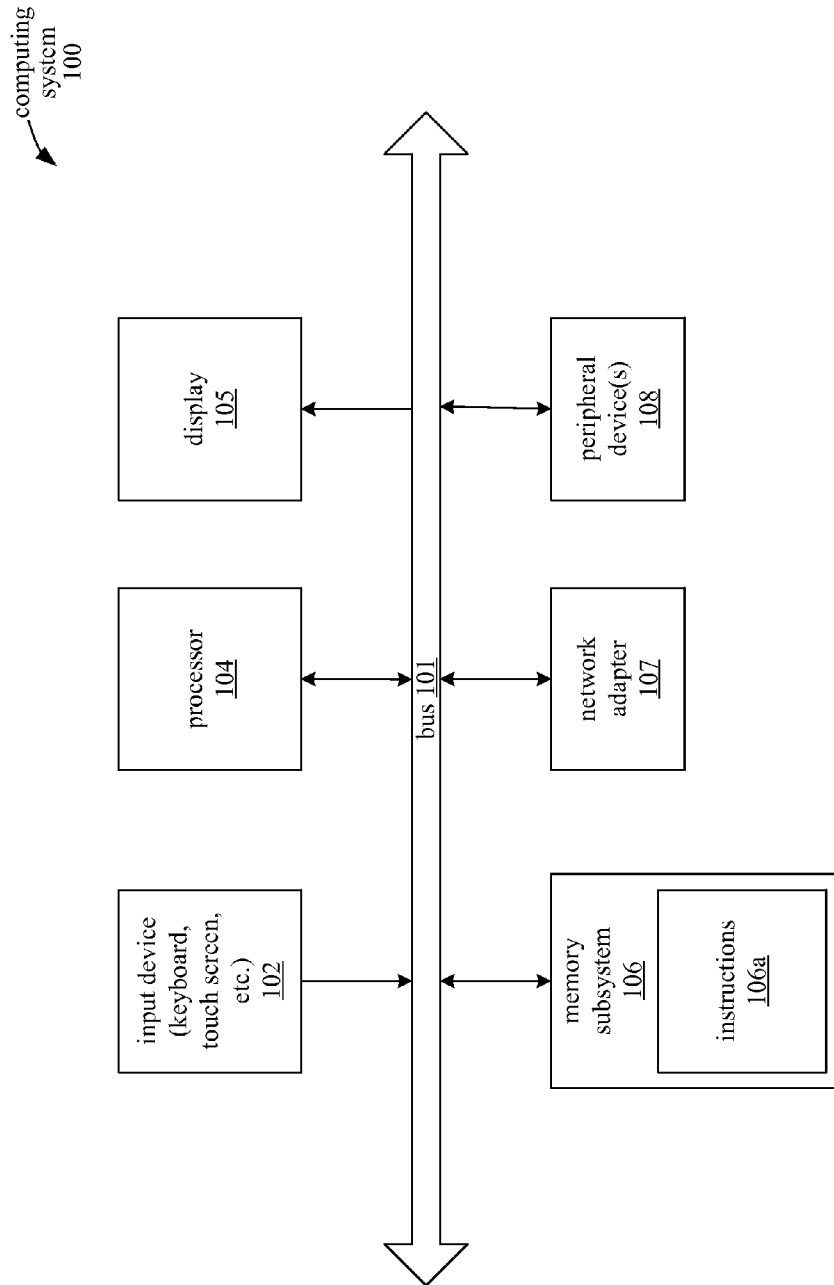 computing
system
100
input device
(keyboard,
touch screen,
etc.)
102
processor
104
display
105
bus 101
memory
subsystem
106
instructions
106a
network
adapter
107
peripheral
device(s)
108